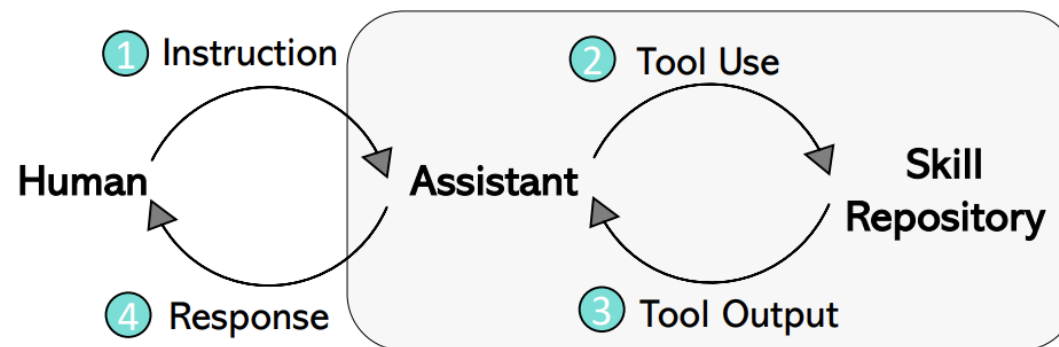 1 Instruction
2 Tool Use
Human
Assistant
Skill
Repository
4 Response
3 Tool Output